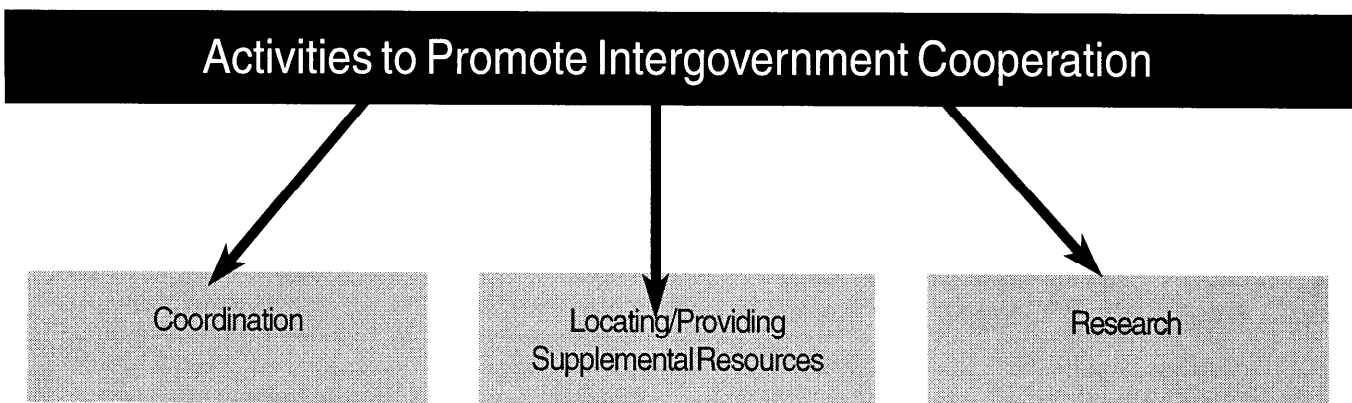 Activities to Promote Intergovernment Cooperation
Coordination
Locating/Providing
Supplemental Resources
Research